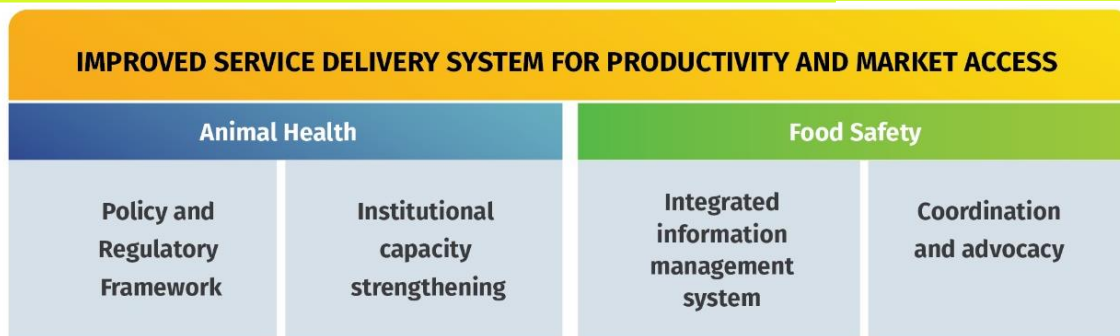 IMPROVED SERVICE DELIVERY SYSTEM FOR PRODUCTIVITY AND MARKET ACCESS
Animal Health
Food Safety
Policy and
Regulatory
Framework
Institutional
capacity
strengthening
Integrated
information
management
system
Coordination
and advocacy